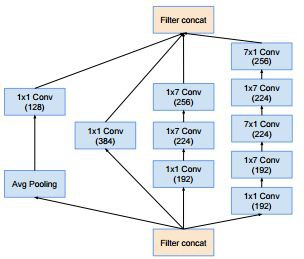 Filter concat
7x1 Conv
(256)
1x7 Conv
(224)
7x1 Conv
(224)
1x7 Conv
(192)
1x1 Conv
(192)
1x7 Conv
(256)
1x7 Conv
(224)
1x1 Conv
(192)
1x1 Conv
(384)
1x1 Conv
(128)
Avg Pooling
Filter concat